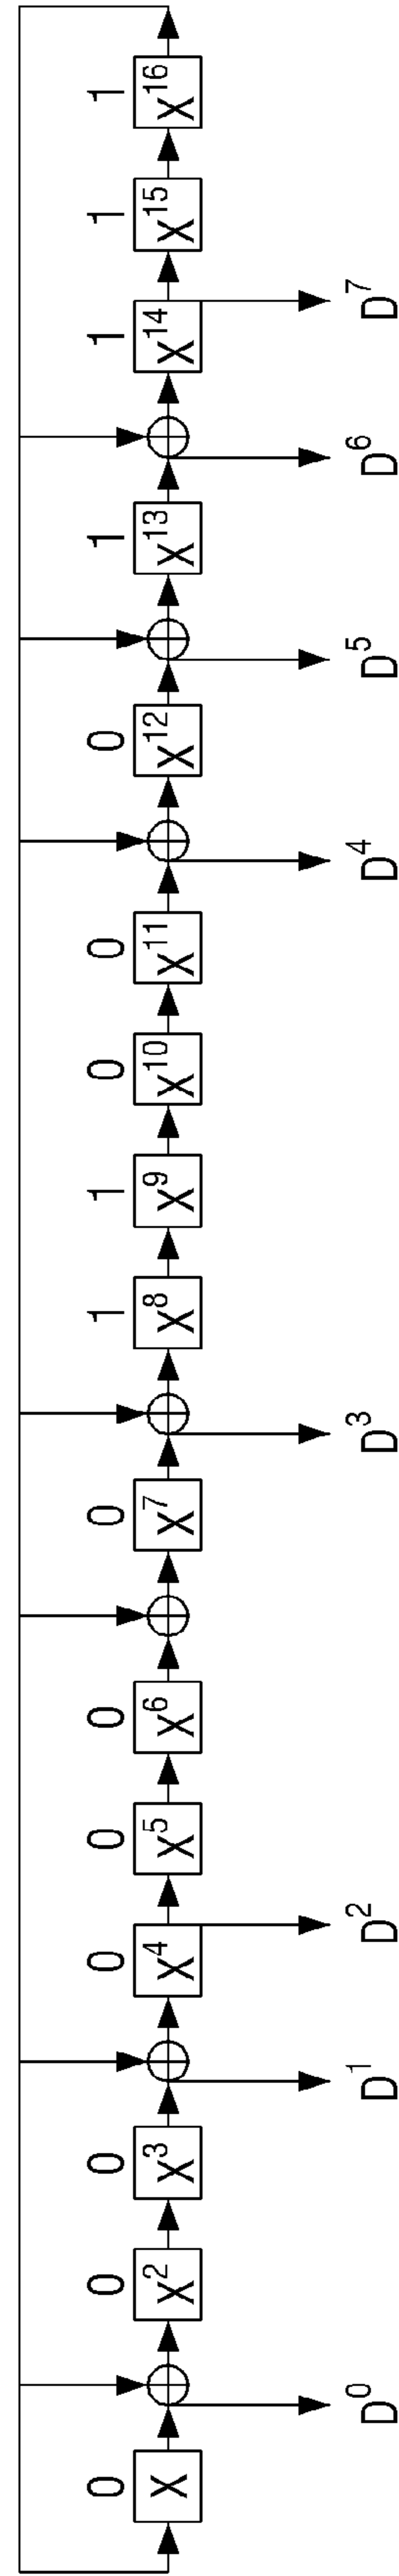 0 0 0 0 0 0 0 1 1 0 0 0 1 1 1 1
X X² X³ X⁴ X⁵ X⁶ X⁷ X⁸ X⁹ X¹⁰ X¹¹ X¹² X¹³ X¹⁴ X¹⁵ X¹⁶
D⁰ D¹ D² D³ D⁴ D⁵ D⁶ D⁷